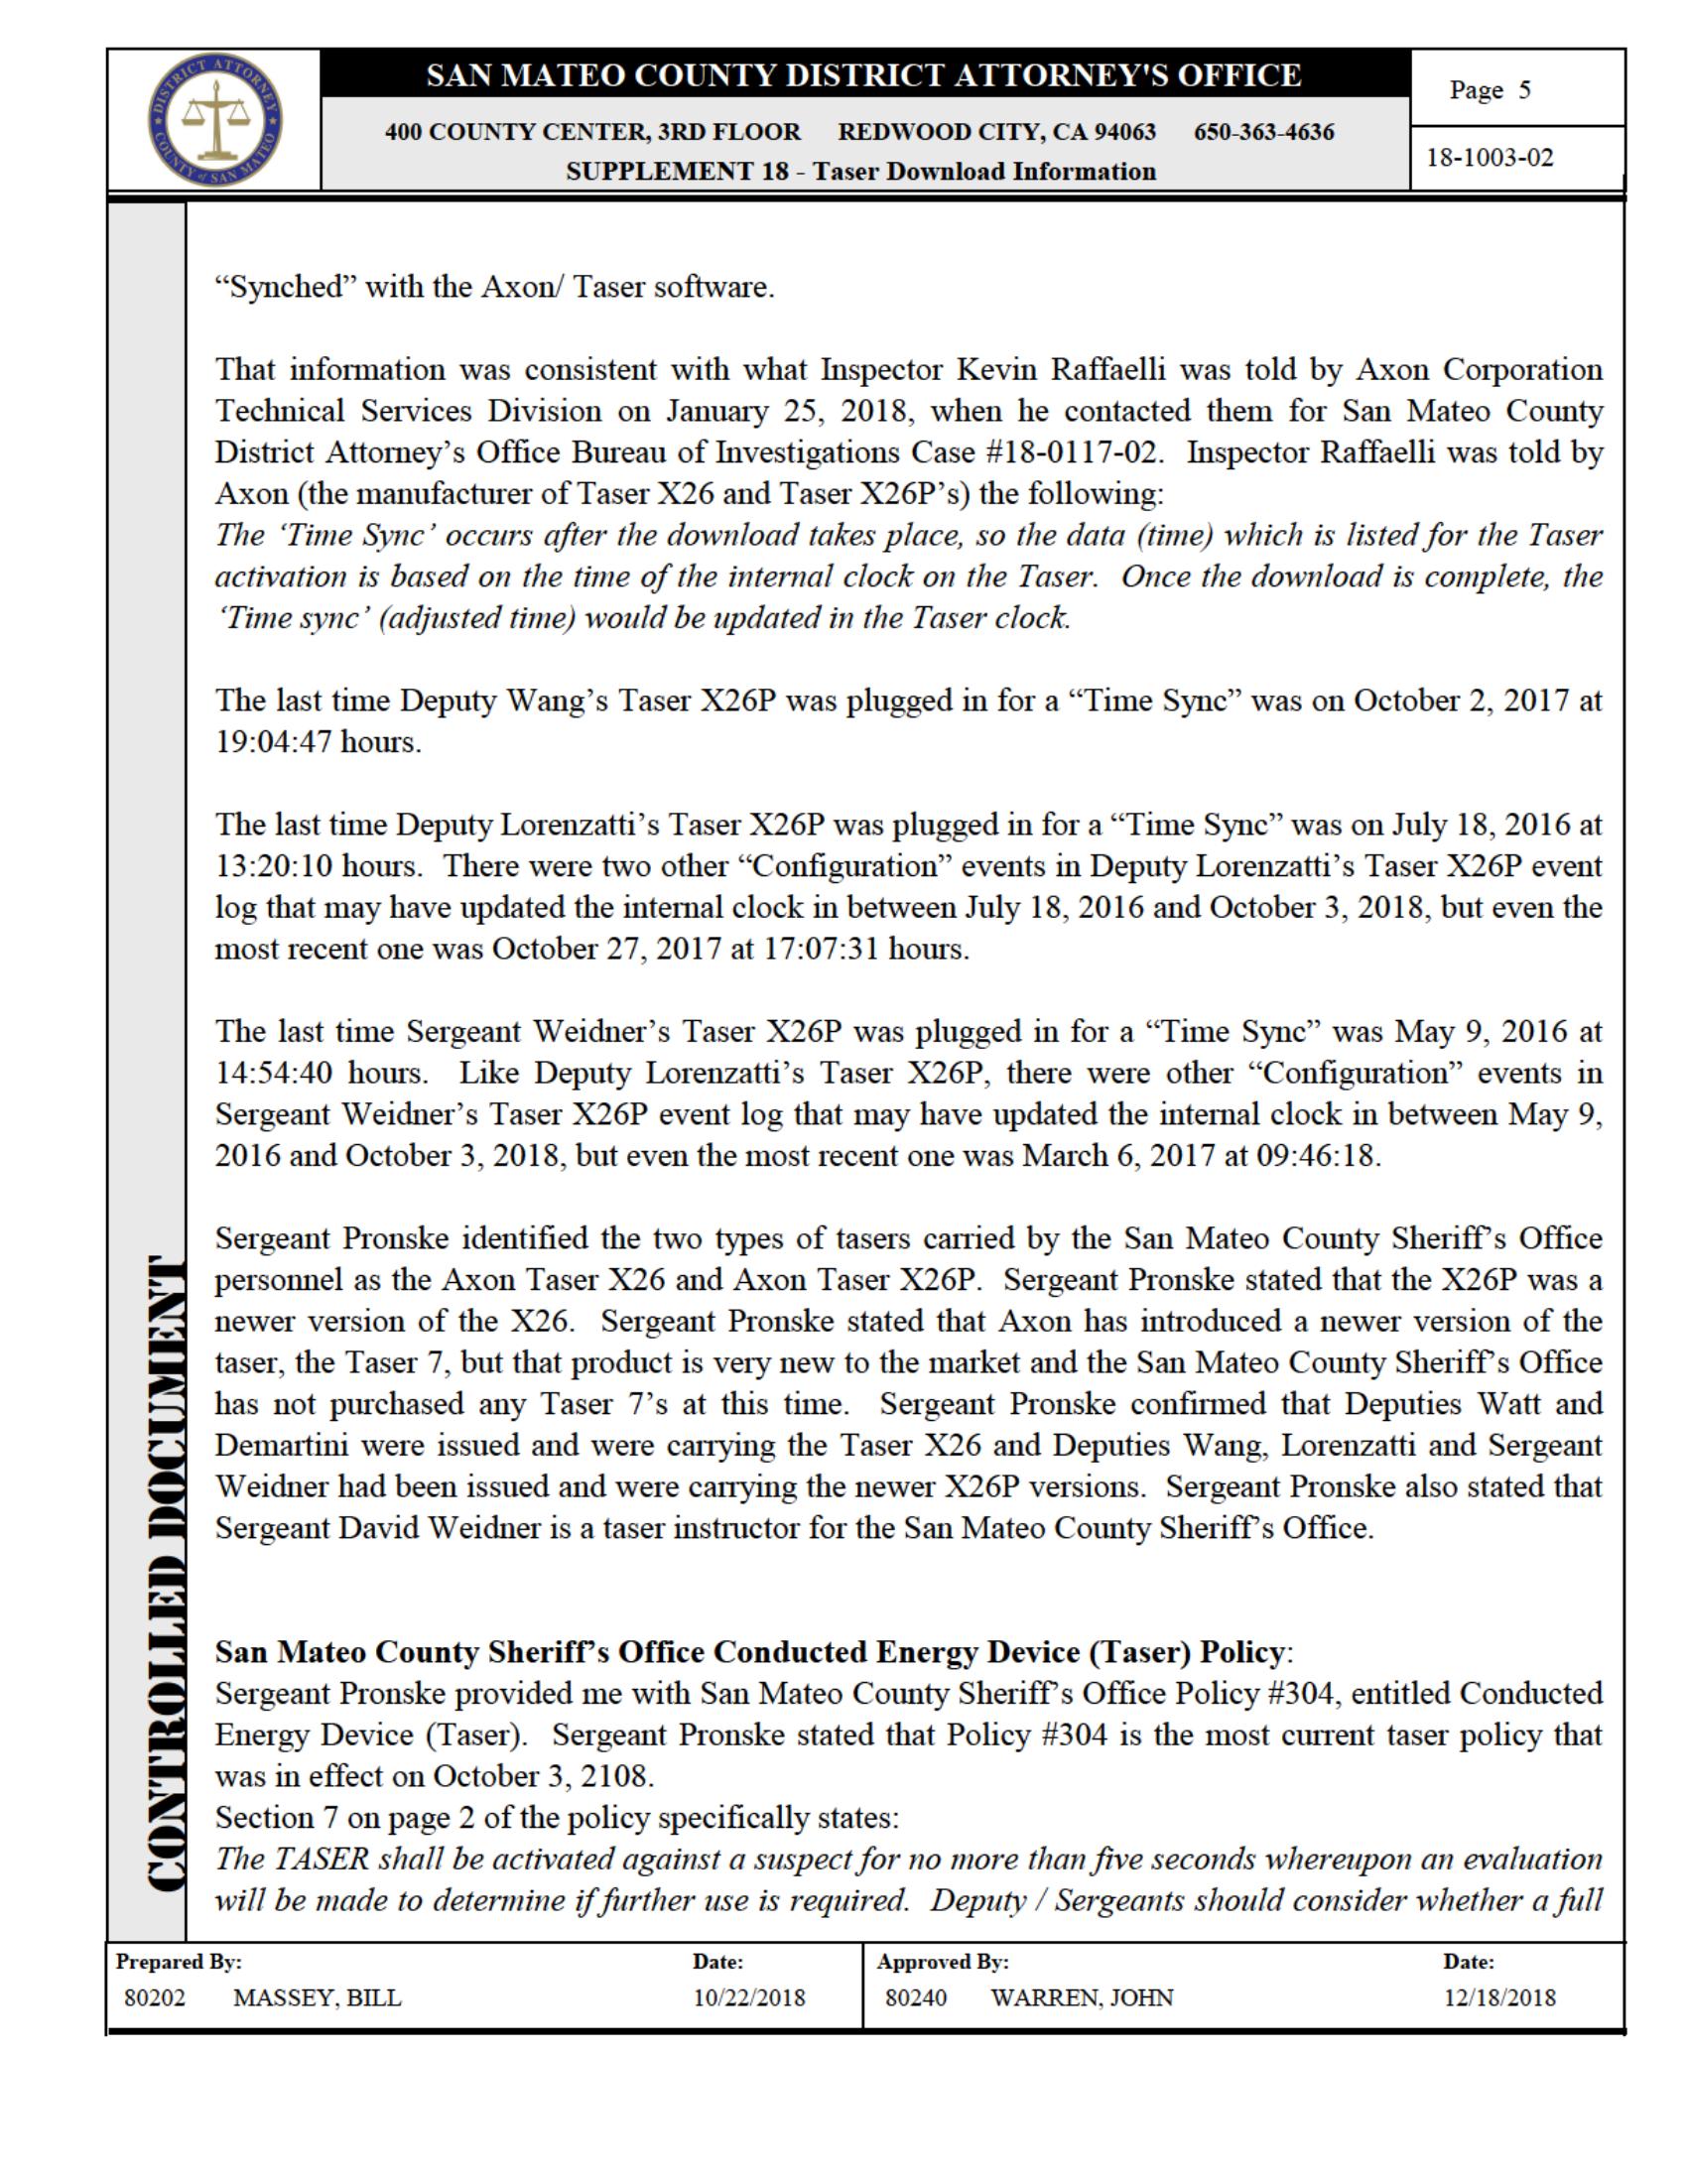 DISTRICT ATTORNEY
COUNTY of SAN MATEO
SAN MATEO COUNTY DISTRICT ATTORNEY'S OFFICE
400 COUNTY CENTER, 3RD FLOOR REDWOOD CITY, CA 94063 650-363-4636
SUPPLEMENT 18 - Taser Download Information
Page 5
18-1003-02
“Synched” with the Axon/ Taser software.
That information was consistent with what Inspector Kevin Raffaelli was told by Axon Corporation
Technical Services Division on January 25, 2018, when he contacted them for San Mateo County
District Attorney’s Office Bureau of Investigations Case #18-0117-02. Inspector Raffaelli was told by
Axon (the manufacturer of Taser X26 and Taser X26P’s) the following:
The ‘Time Sync’ occurs after the download takes place, so the data (time) which is listed for the Taser
activation is based on the time of the internal clock on the Taser. Once the download is complete, the
‘Time sync’ (adjusted time) would be updated in the Taser clock.
The last time Deputy Wang’s Taser X26P was plugged in for a “Time Sync” was on October 2, 2017 at
19:04:47 hours.
The last time Deputy Lorenzatti’s Taser X26P was plugged in for a “Time Sync” was on July 18, 2016 at
13:20:10 hours. There were two other “Configuration” events in Deputy Lorenzatti’s Taser X26P event
log that may have updated the internal clock in between July 18, 2016 and October 3, 2018, but even the
most recent one was October 27, 2017 at 17:07:31 hours.
The last time Sergeant Weidner’s Taser X26P was plugged in for a “Time Sync” was May 9, 2016 at
14:54:40 hours. Like Deputy Lorenzatti’s Taser X26P, there were other “Configuration” events in
Sergeant Weidner’s Taser X26P event log that may have updated the internal clock in between May 9,
2016 and October 3, 2018, but even the most recent one was March 6, 2017 at 09:46:18.
Sergeant Pronske identified the two types of tasers carried by the San Mateo County Sheriff’s Office
personnel as the Axon Taser X26 and Axon Taser X26P. Sergeant Pronske stated that the X26P was a
newer version of the X26. Sergeant Pronske stated that Axon has introduced a newer version of the
taser, the Taser 7, but that product is very new to the market and the San Mateo County Sheriff’s Office
has not purchased any Taser 7’s at this time. Sergeant Pronske confirmed that Deputies Watt and
Demartini were issued and were carrying the Taser X26 and Deputies Wang, Lorenzatti and Sergeant
Weidner had been issued and were carrying the newer X26P versions. Sergeant Pronske also stated that
Sergeant David Weidner is a taser instructor for the San Mateo County Sheriff’s Office.
San Mateo County Sheriff’s Office Conducted Energy Device (Taser) Policy:
Sergeant Pronske provided me with San Mateo County Sheriff’s Office Policy #304, entitled Conducted
Energy Device (Taser). Sergeant Pronske stated that Policy #304 is the most current taser policy that
was in effect on October 3, 2108.
Section 7 on page 2 of the policy specifically states:
The TASER shall be activated against a suspect for no more than five seconds whereupon an evaluation
will be made to determine if further use is required. Deputy / Sergeants should consider whether a full
CONTROLLED DOCUMENT
Prepared By: Date: Approved By: Date:
80202 MASSEY, BILL 10/22/2018 80240 WARREN, JOHN 12/18/2018